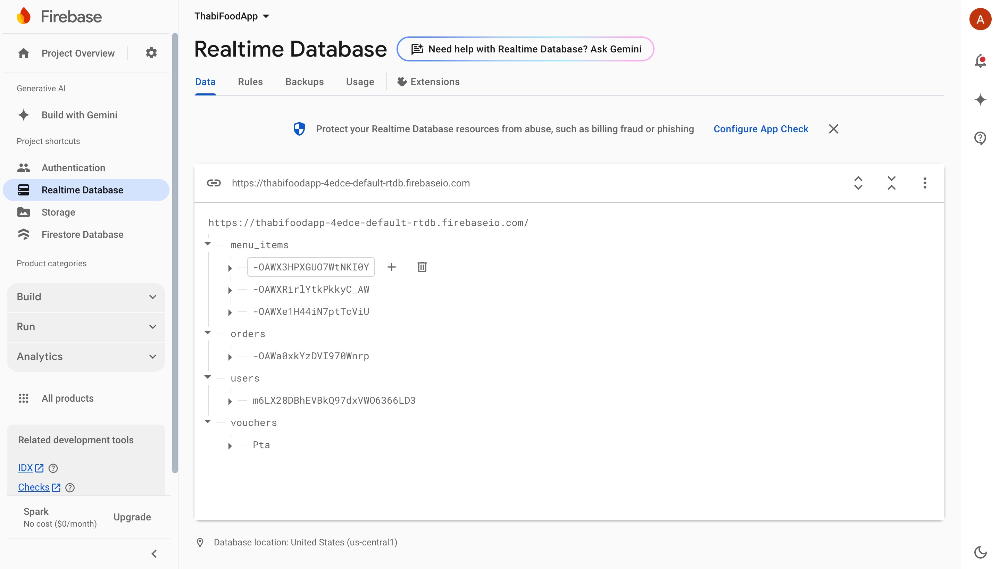 Firebase
Project Overview
Generative AI
Build with Gemini
Project shortcuts
Authentication
Realtime Database
Storage
Firestore Database
Product categories
Build
Run
Analytics
All products
Related development tools
IDX
Checks
Spark
No cost ($0/month)
Upgrade
ThabiFoodApp
Realtime Database
Need help with Realtime Database? Ask Gemini
Data Rules Backups Usage Extensions
Protect your Realtime Database resources from abuse, such as billing fraud or phishing Configure App Check
https://thabifoodapp-4edce-default-rtdb.firebaseio.com
https://thabifoodapp-4edce-default-rtdb.firebaseio.com/
menu_items
-OAWX3HPXGUO7WtNKI0Y
-OAWXRirlYtkPkkyC_AW
-OAWXe1H44iN7ptTcViU
orders
-OAWa0xkYzDVI970Wnrp
users
m6LX28DBhEVBkQ97dxVWO6366LD3
vouchers
Pta
Database location: United States (us-central1)
A